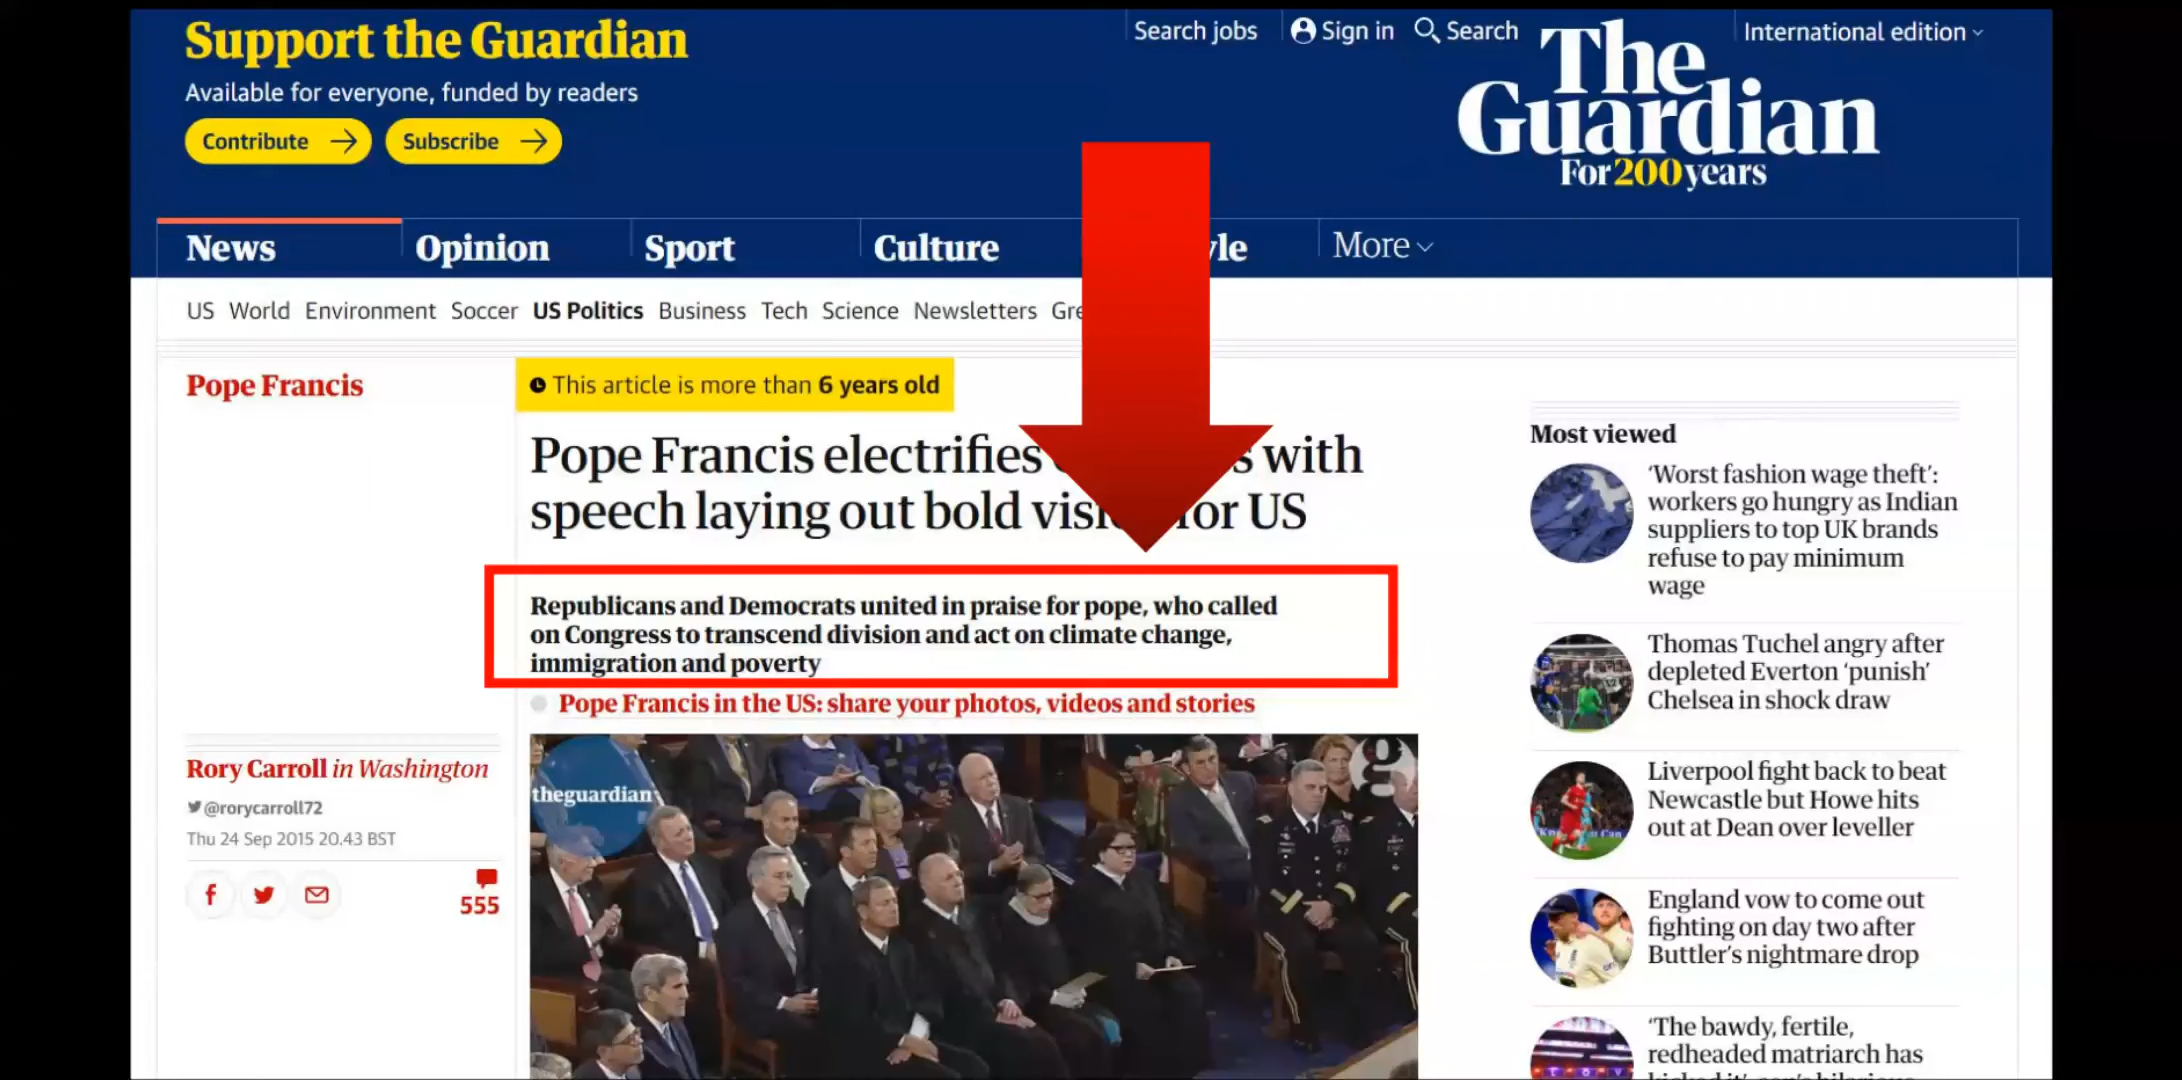 Support the Guardian
Available for everyone, funded by readers
Contribute
Subscribe
Search jobs
Sign in
Search
International edition
The
Guardian
For 200 years
News
Opinion
Sport
Culture
More
US World Environment Soccer US Politics Business Tech Science Newsletters
Pope Francis
This article is more than 6 years old
Pope Francis electrifies with
speech laying out bold for US
Republicans and Democrats united in praise for pope, who called
on Congress to transcend division and act on climate change,
immigration and poverty
Pope Francis in the US: share your photos, videos and stories
Rory Carroll in Washington
@rorycarroll72
Thu 24 Sep 2015 20.43 BST
555
theguardian
g
Most viewed
‘Worst fashion wage theft’:
workers go hungry as Indian
suppliers to top UK brands
refuse to pay minimum
wage
Thomas Tuchel angry after
depleted Everton ‘punish’
Chelsea in shock draw
Liverpool fight back to beat
Newcastle but Howe hits
out at Dean over leveller
England vow to come out
fighting on day two after
Buttler’s nightmare drop
‘The bawdy, fertile,
redheaded matriarch has